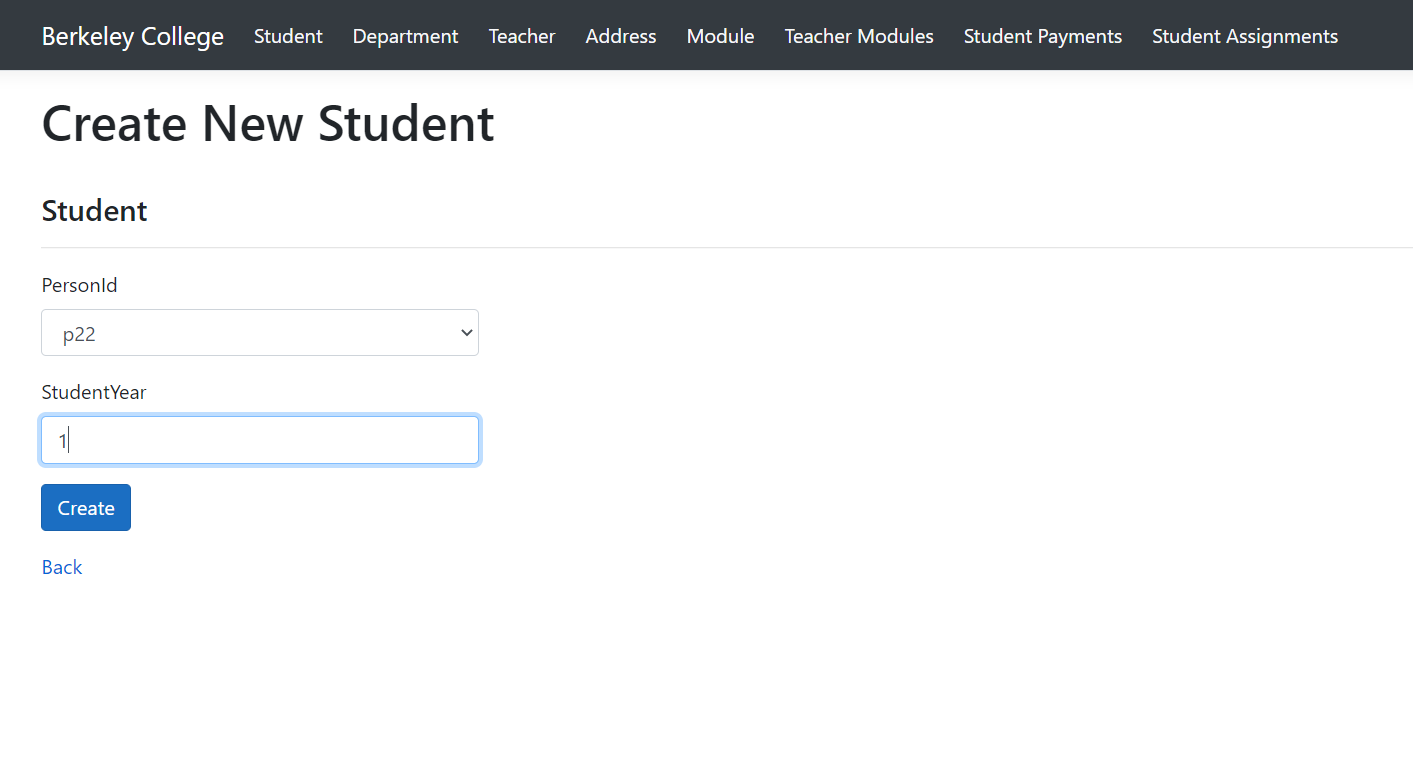 Berkeley College Student Department Teacher Address Module Teacher Modules Student Payments Student Assignments
Create New Student
Student
PersonId
p22
StudentYear
1
Create
Back